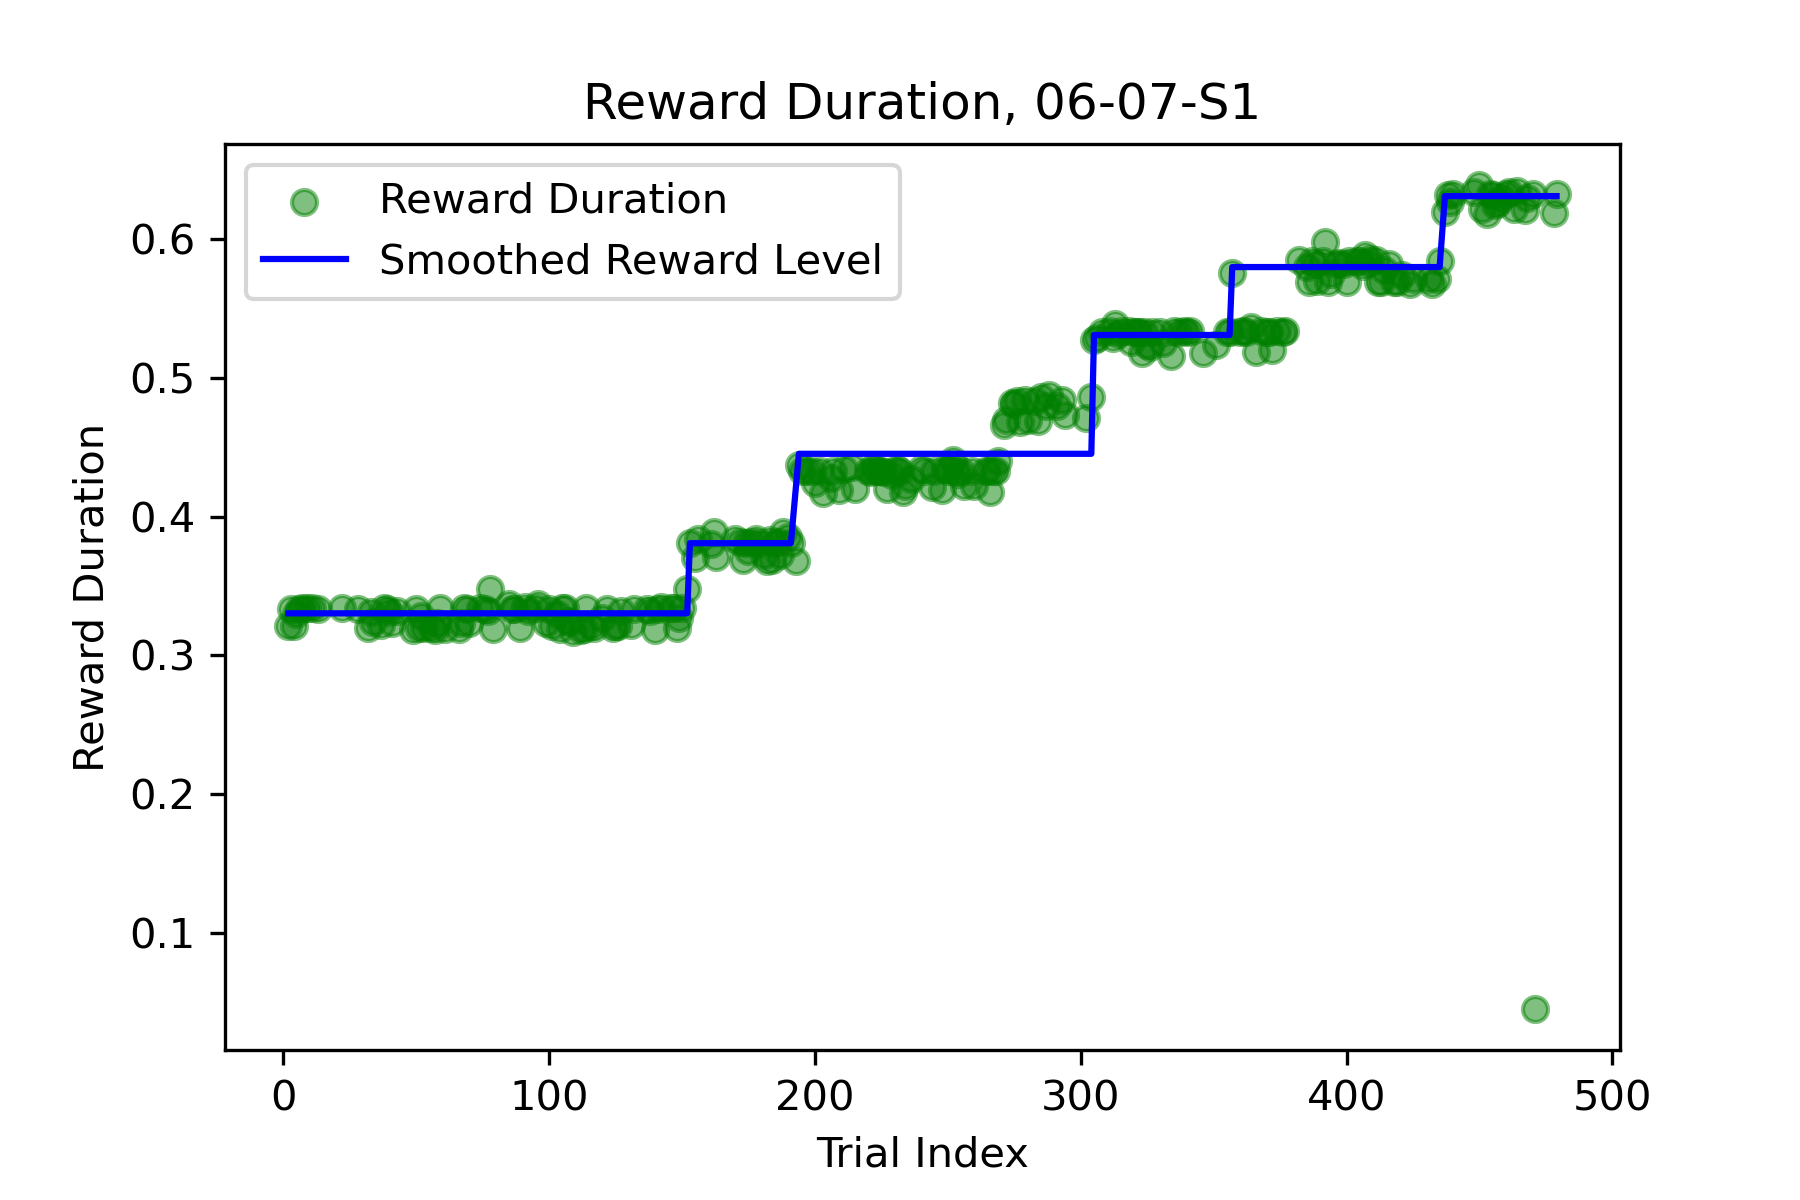 Reward Duration, 06-07-S1
Reward Duration
Smoothed Reward Level
0.6
0.5
0.4
0.3
0.2
0.1
Reward Duration
0 100 200 300 400 500
Trial Index